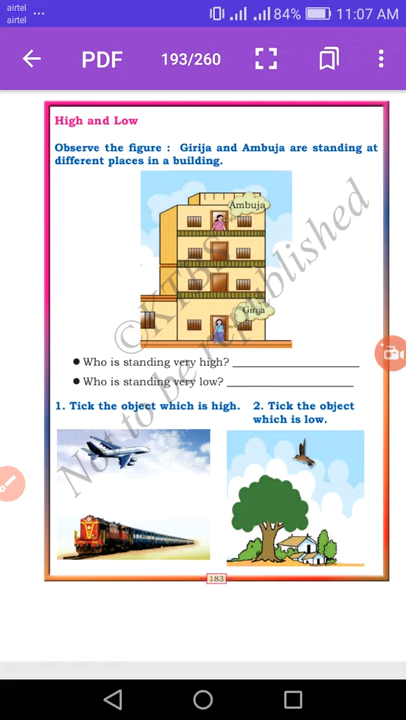 airtel
airtel
84% 11:07 AM
PDF 193/260
High and Low
Observe the figure : Girija and Ambuja are standing at
different places in a building.
Ambuja
Girija
©KTBS
Not to be republished
● Who is standing very high? ____________________
● Who is standing very low? ____________________
1. Tick the object which is high.
2. Tick the object
which is low.
183